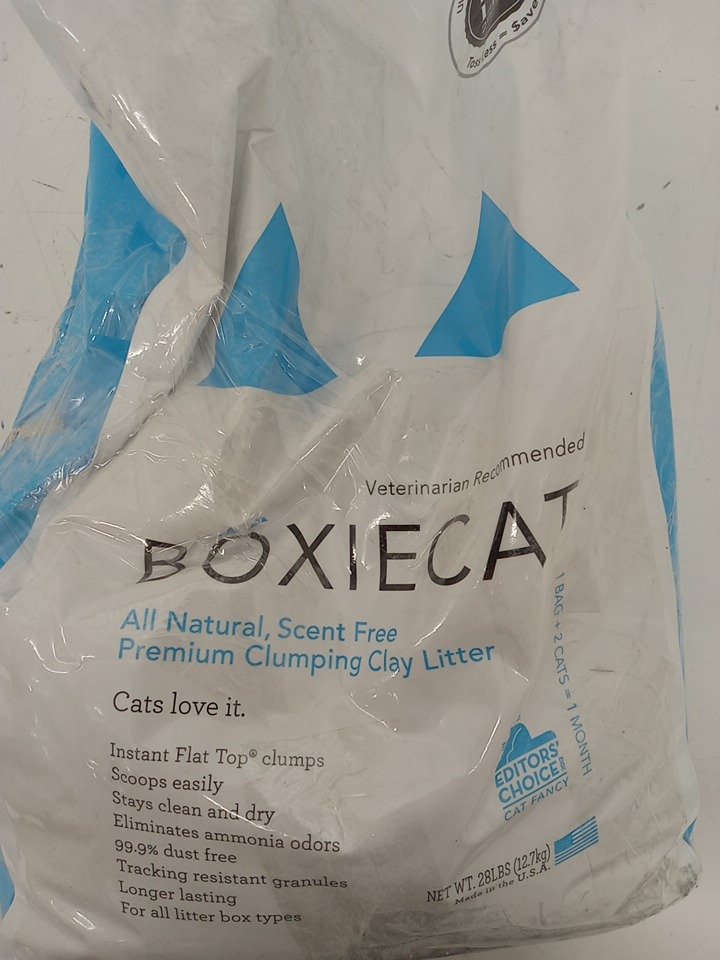 = $ave
Veterinarian Recommended
BOXIECAT
All Natural, Scent Free
Premium Clumping Clay Litter
Cats love it.
Instant Flat Top® clumps
Scoops easily
Stays clean and dry
Eliminates ammonia odors
99.9% dust free
Tracking resistant granules
Longer lasting
For all litter box types
1 BAG + 2 CATS = 1 MONTH
EDITORS'
CHOICE
CAT FANCY
NET WT. 28LBS (12.7kg)
Made in the U.S.A.